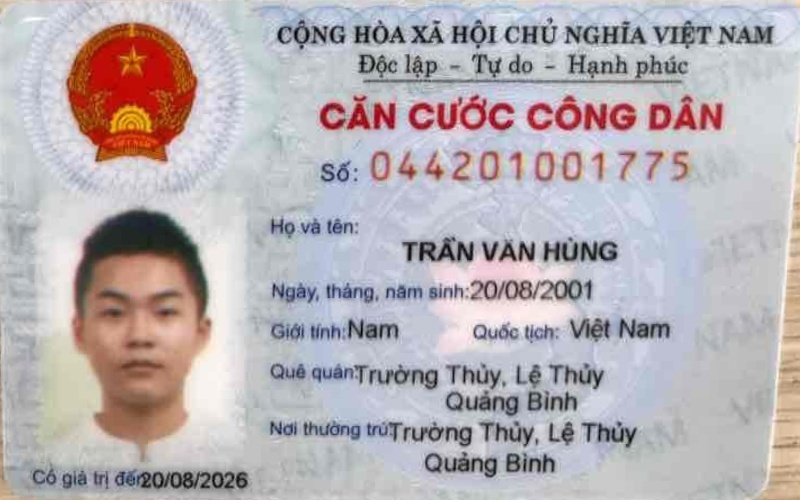 CỘNG HÒA XÃ HỘI CHỦ NGHĨA VIỆT NAM
Độc lập - Tự do - Hạnh phúc
CĂN CƯỚC CÔNG DÂN
Số: 044201001775
Họ và tên:
TRẦN VĂN HÙNG
Ngày, tháng, năm sinh:20/08/2001
Giới tính:Nam Quốc tịch: Việt Nam
Quê quán:Trường Thủy, Lệ Thủy
Quảng Bình
Nơi thường trú:Trường Thủy, Lệ Thủy
Quảng Bình
Có giá trị đến:20/08/2026